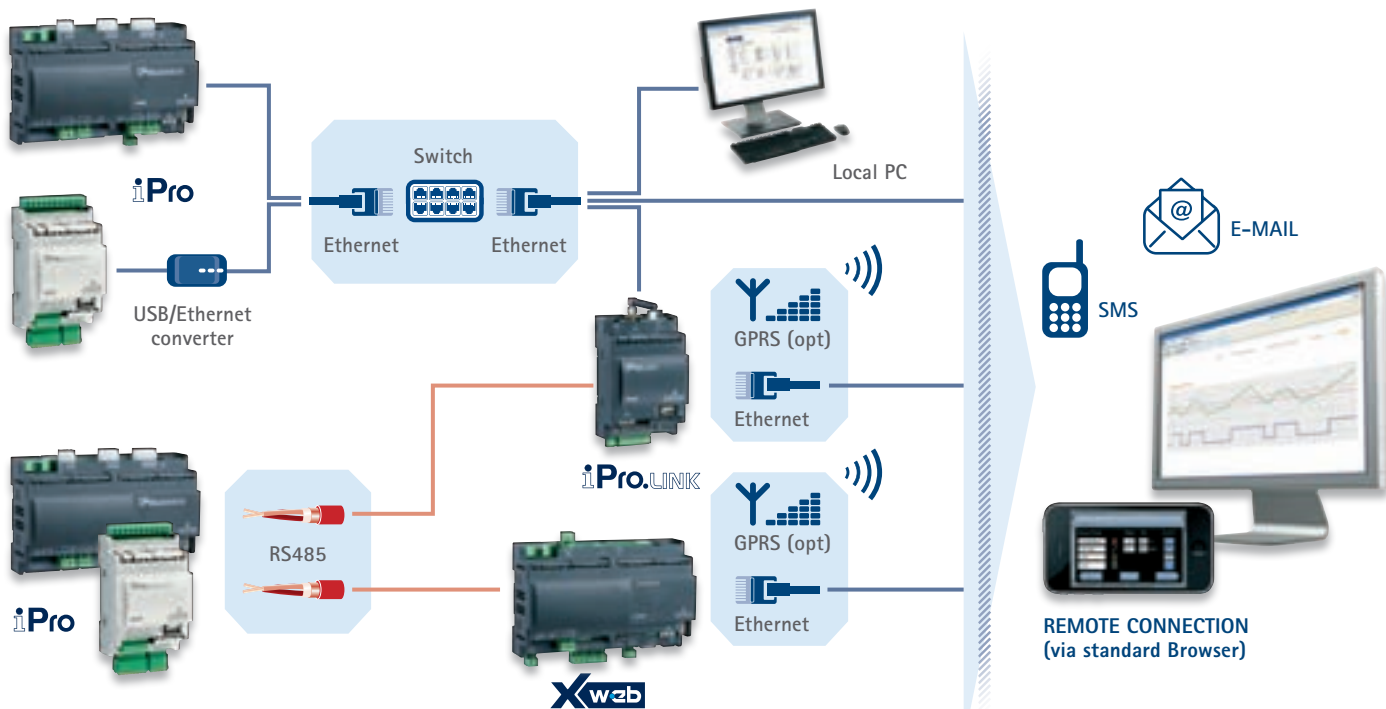 iPro
USB/Ethernet
converter
Switch
Ethernet
Ethernet
Local PC
GPRS (opt)
Ethernet
iPro.LINK
iPro
RS485
Xweb
GPRS (opt)
Ethernet
@
E-MAIL
SMS
REMOTE CONNECTION
(via standard Browser)